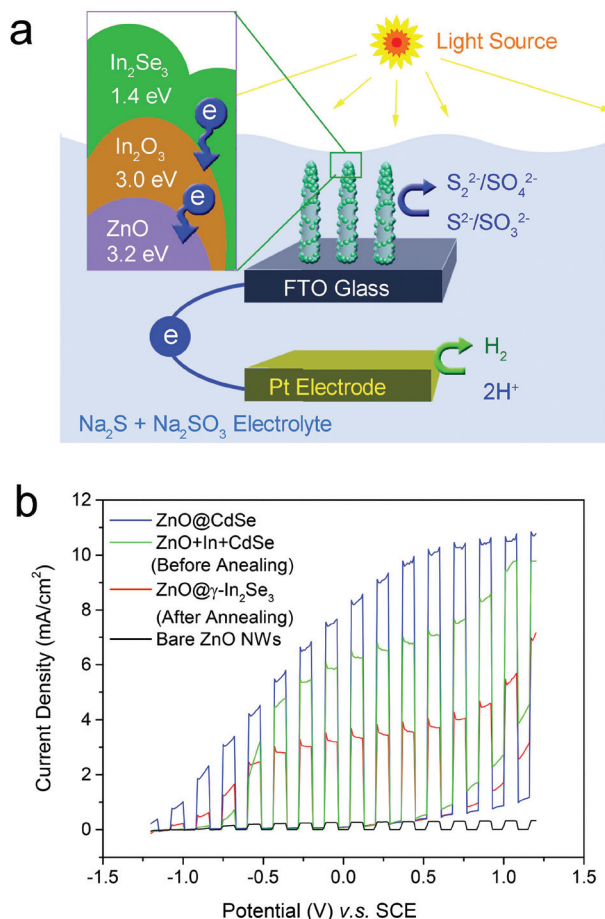 a
Light Source
In₂Se₃
1.4 eV
e
In₂O₃
3.0 eV
e
ZnO
3.2 eV
S₂²⁻/SO₄²⁻
S²⁻/SO₃²⁻
FTO Glass
e
H₂
Pt Electrode
2H⁺
Na₂S + Na₂SO₃ Electrolyte
b
12
10
8
6
4
2
0
Current Density (mA/cm²)
ZnO@CdSe
ZnO+In+CdSe
(Before Anealing)
ZnO@γ-In₂Se₃
(After Annealing)
Bare ZnO NWs
-1.5 -1.0 -0.5 0.0 0.5 1.0 1.5
Potential (V) v.s. SCE